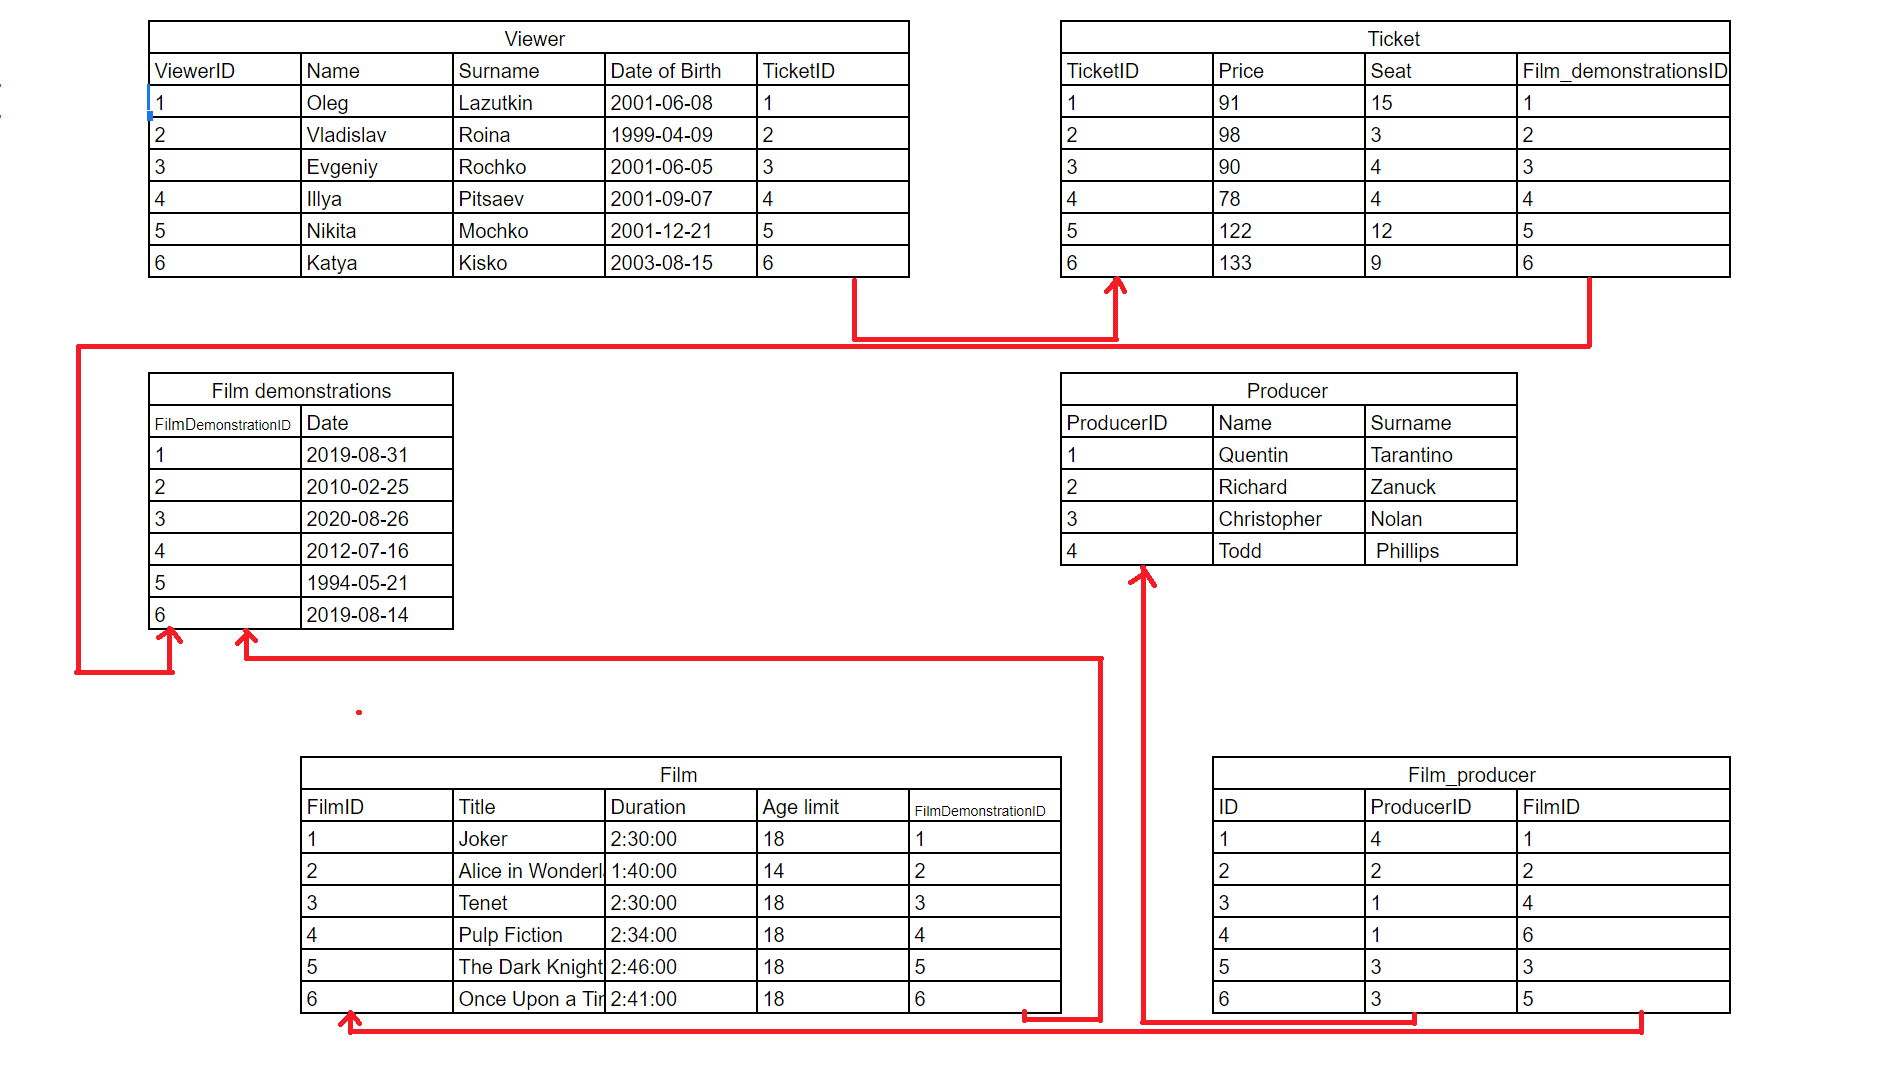 Viewer
ViewerID Name Surname Date of Birth TicketID
1 Oleg Lazutkin 2001-06-08 1
2 Vladislav Roina 1999-04-09 2
3 Evgeniy Rochko 2001-06-05 3
4 Illya Pitsaev 2001-09-07 4
5 Nikita Mochko 2001-12-21 5
6 Katya Kisko 2003-08-15 6
Ticket
TicketID Price Seat Film_demonstrationsID
1 91 15 1
2 98 3 2
3 90 4 3
4 78 4 4
5 122 12 5
6 133 9 6
Film demonstrations
FilmDemonstrationID Date
1 2019-08-31
2 2010-02-25
3 2020-08-26
4 2012-07-16
5 1994-05-21
6 2019-08-14
Producer
ProducerID Name Surname
1 Quentin Tarantino
2 Richard Zanuck
3 Christopher Nolan
4 Todd Phillips
Film
FilmID Title Duration Age limit FilmDemonstrationID
1 Joker 2:30:00 18 1
2 Alice in Wonderl 1:40:00 14 2
3 Tenet 2:30:00 18 3
4 Pulp Fiction 2:34:00 18 4
5 The Dark Knight 2:46:00 18 5
6 Once Upon a Tir 2:41:00 18 6
Film_producer
ID ProducerID FilmID
1 4 1
2 2 2
3 1 4
4 1 6
5 3 3
6 3 5